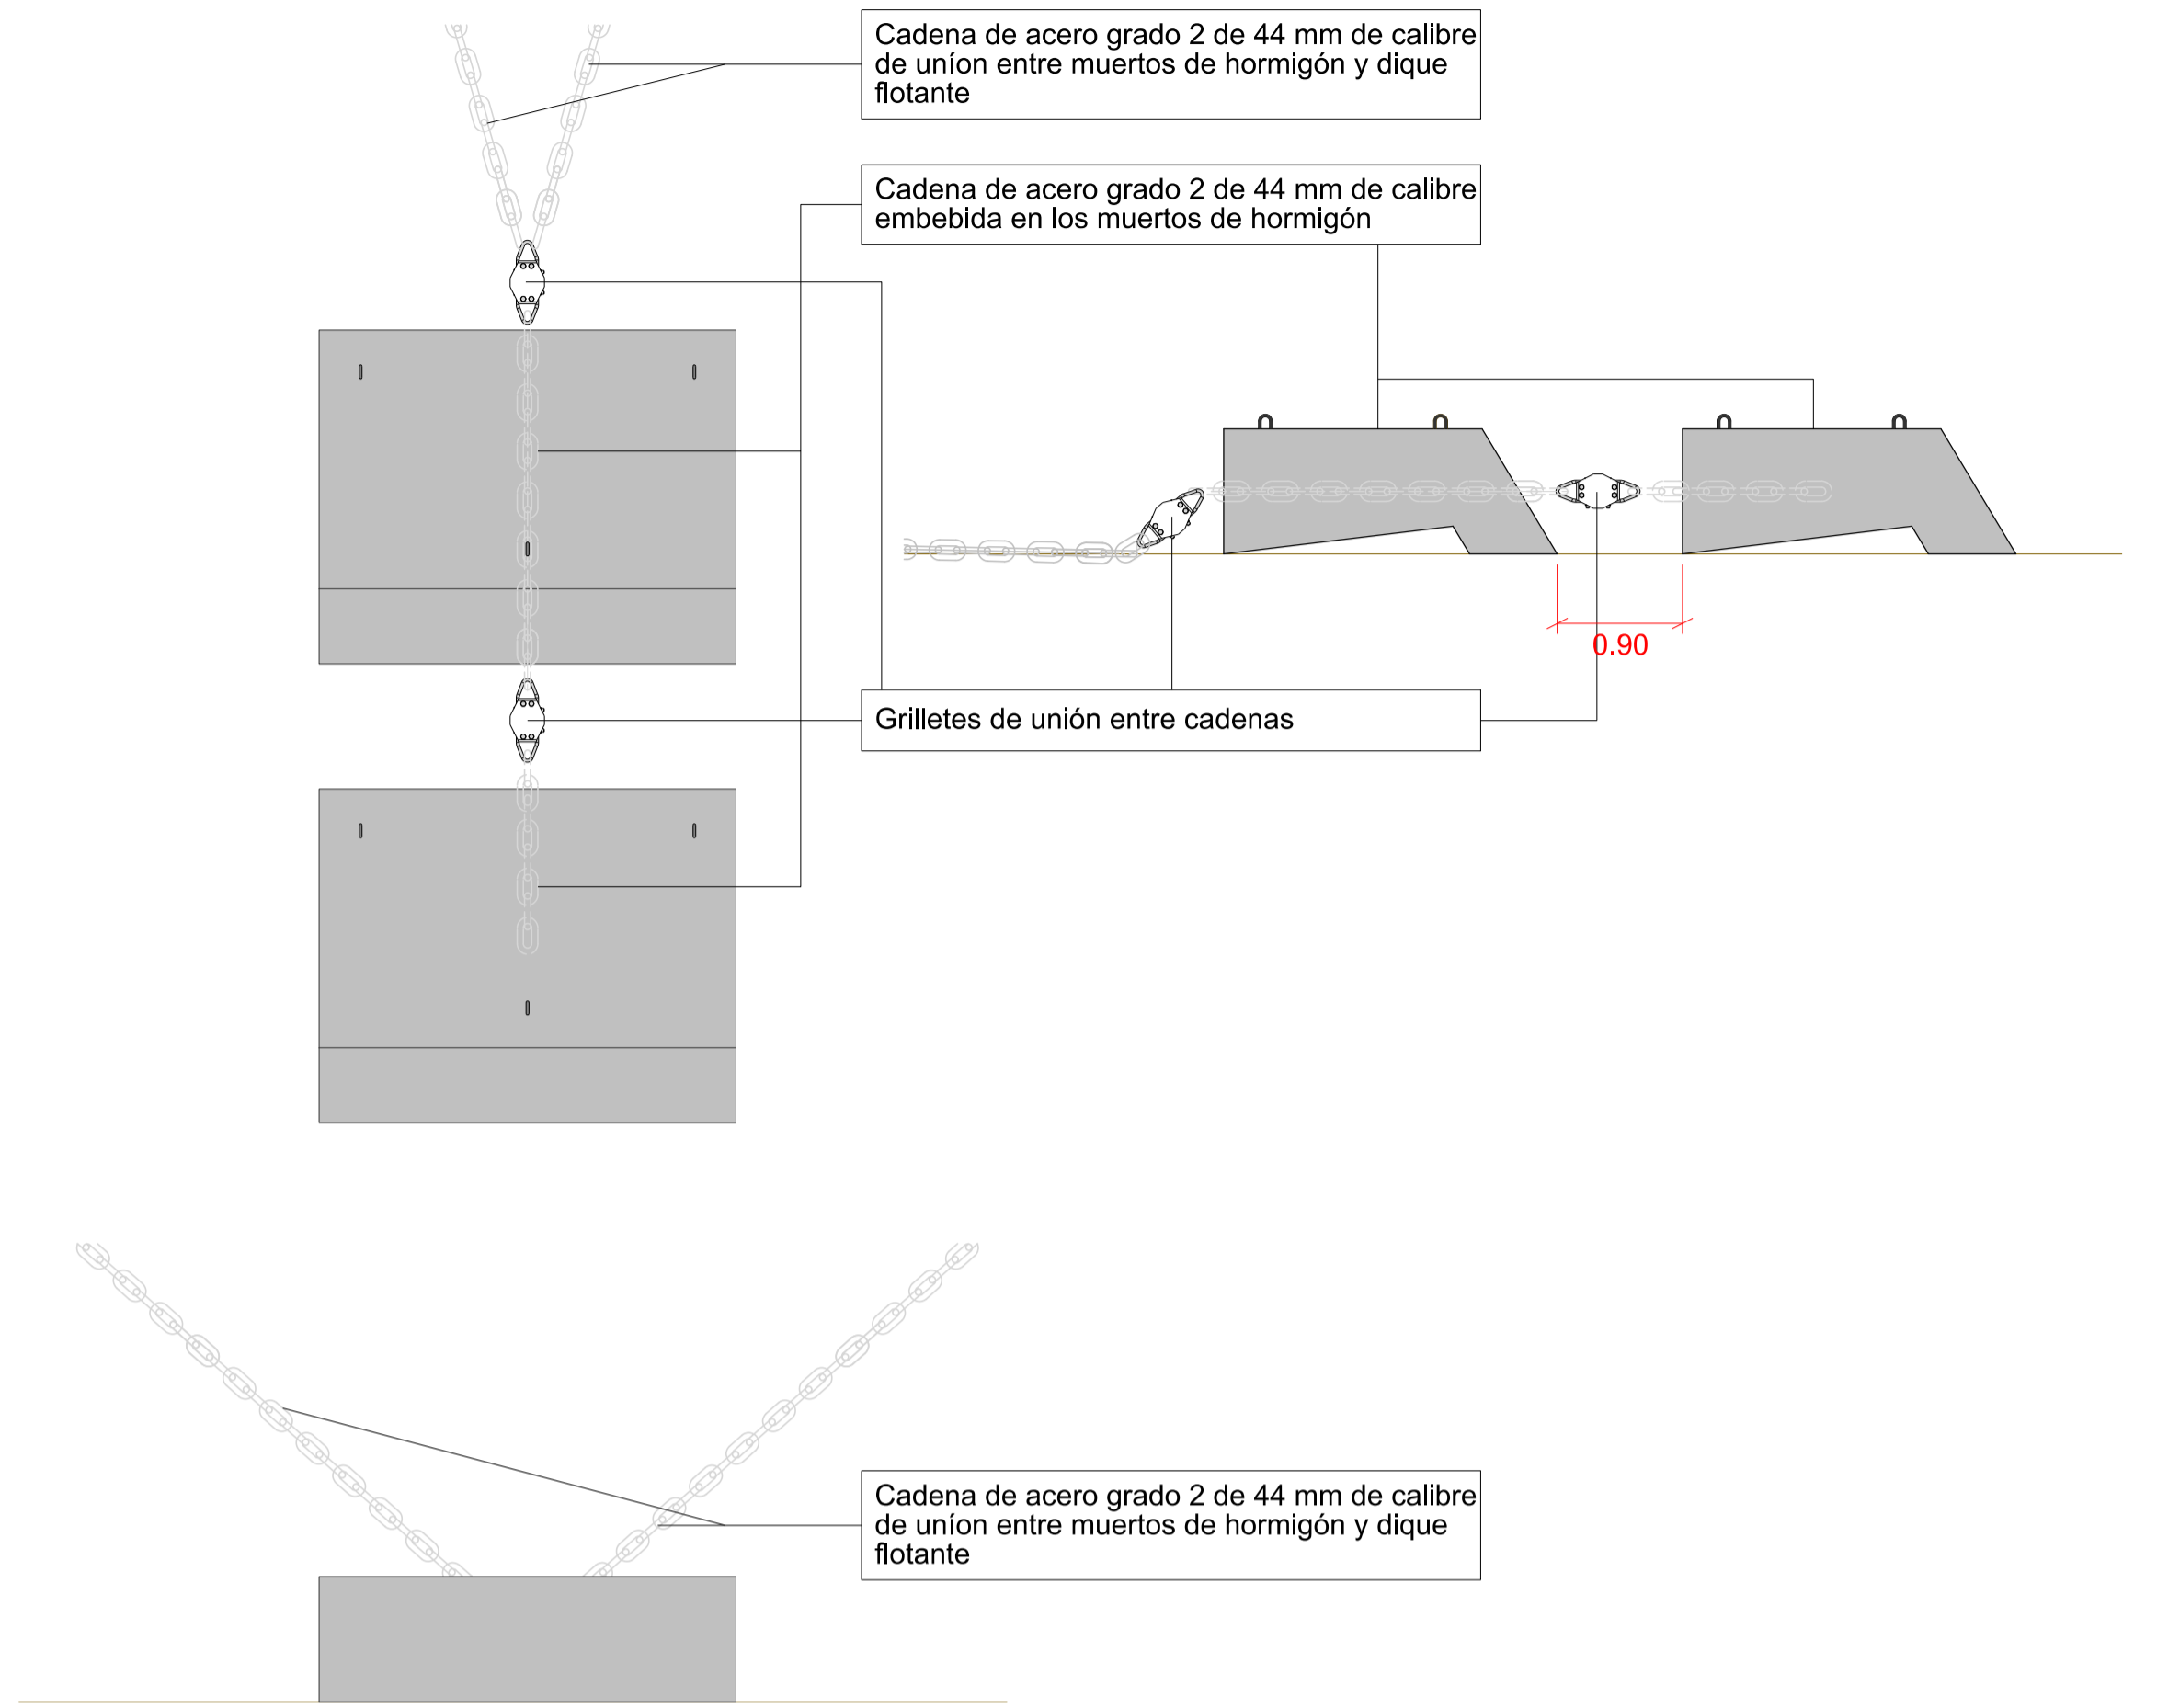 Cadena de acero grado 2 de 44 mm de calibre
de uníon entre muertos de hormigón y dique
flotante
Cadena de acero grado 2 de 44 mm de calibre
embebida en los muertos de hormigón
0.90
Grilletes de unión entre cadenas
Cadena de acero grado 2 de 44 mm de calibre
de uníon entre muertos de hormigón y dique
flotante